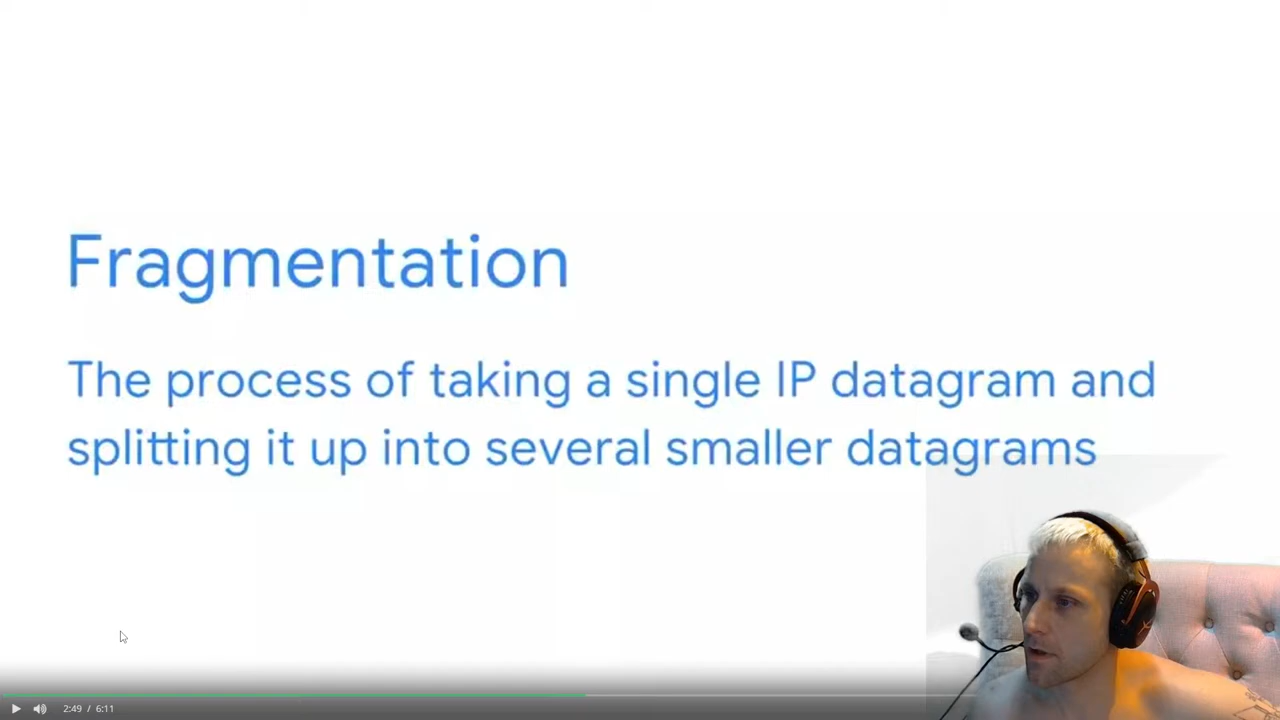 Fragmentation
The process of taking a single IP datagram and
splitting it up into several smaller datagrams
2:49 / 6:11